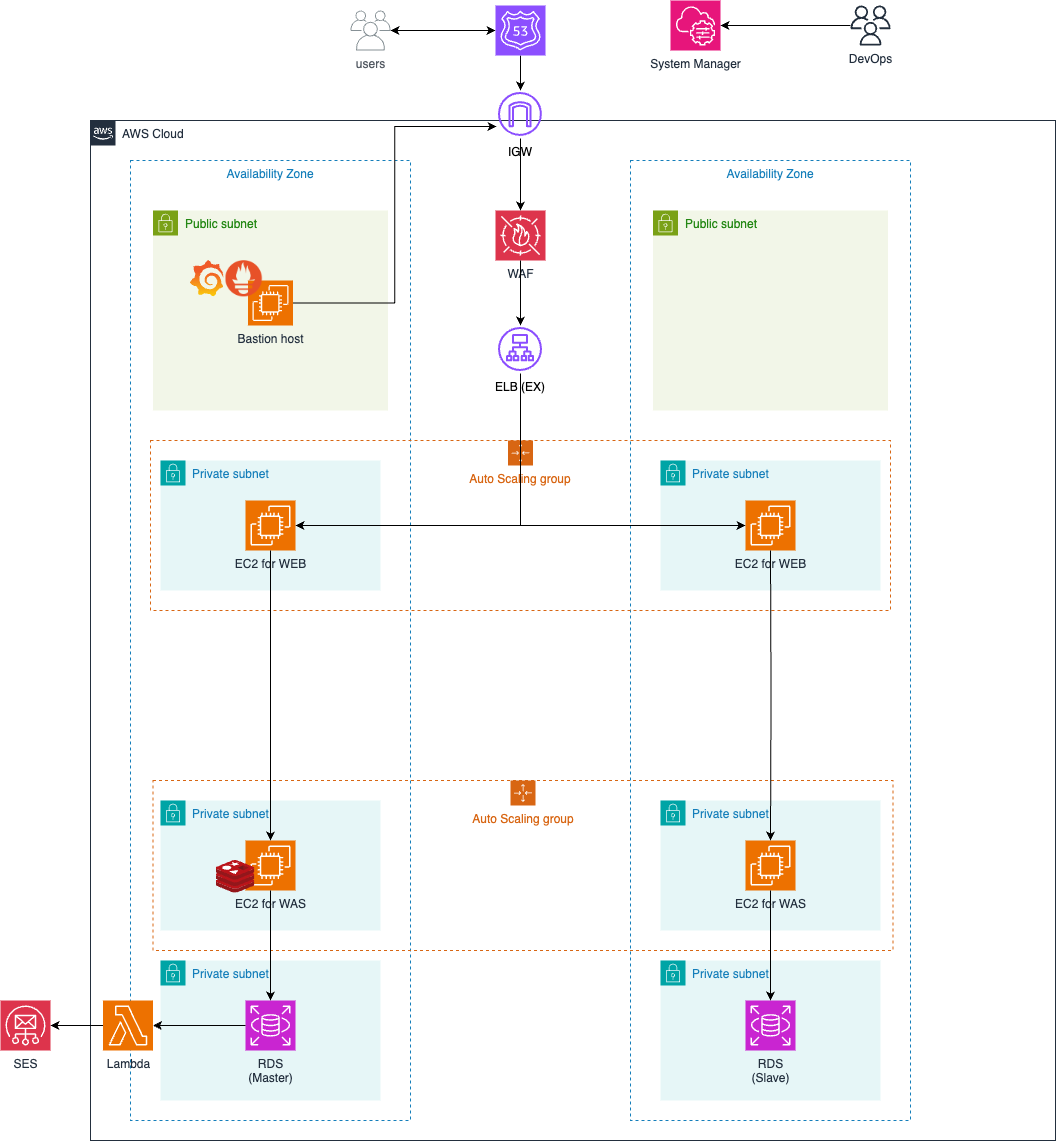 53
users
System Manager
DevOps
aws
AWS Cloud
IGW
Availability Zone
Availability Zone
Public subnet
Public subnet
WAF
Bastion host
ELB (EX)
Private subnet
Auto Scaling group
Private subnet
EC2 for WEB
EC2 for WEB
Private subnet
Auto Scaling group
Private subnet
EC2 for WAS
EC2 for WAS
Private subnet
Private subnet
SES
Lambda
RDS
(Master)
RDS
(Slave)